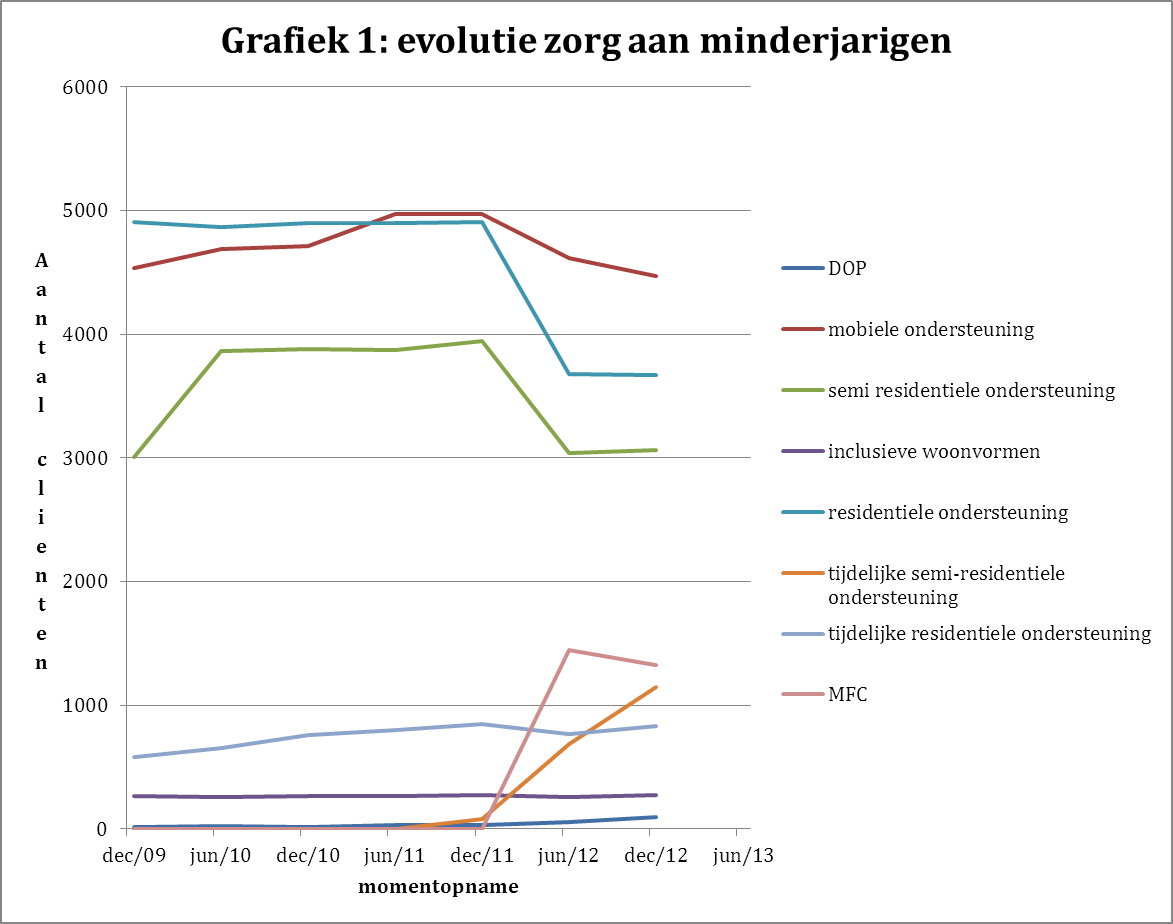 Grafiek 1: evolutie zorg aan minderjarigen
6000
5000
4000
3000
2000
1000
0
Aantal clienten
dec/09 jun/10 dec/10 jun/11 dec/11 jun/12 dec/12 jun/13
momentopname
DOP
mobiele ondersteuning
semi residentiele ondersteuning
inclusieve woonvormen
residentiele ondersteuning
tijdelijke semi-residentiele
ondersteuning
tijdelijke residentiele ondersteuning
MFC